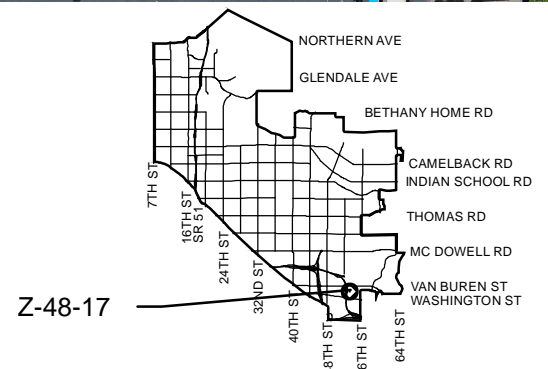 NORTHERN AVE
GLENDALE AVE
BETHANY HOME RD
CAMELBACK RD
INDIAN SCHOOL RD
THOMAS RD
MC DOWELL RD
VAN BUREN ST
WASHINGTON ST
7TH ST
16TH ST
SR 51
24TH ST
32ND ST
40TH ST
8TH ST
6TH ST
64TH ST
Z-48-17